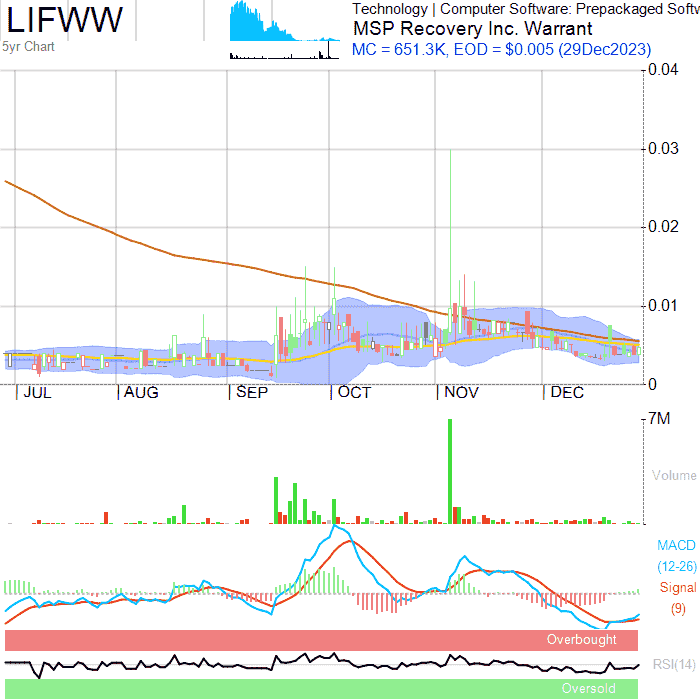 LIFWW
5yr Chart
Technology | Computer Software: Prepackaged Softw
MSP Recovery Inc. Warrant
MC = 651.3K, EOD = $0.005 (29Dec2023)
0.04
0.03
0.02
0.01
0
JUL AUG SEP OCT NOV DEC
7M
Volume
MACD
(12-26)
Signal
(9)
Overbought
RSI(14)
Oversold